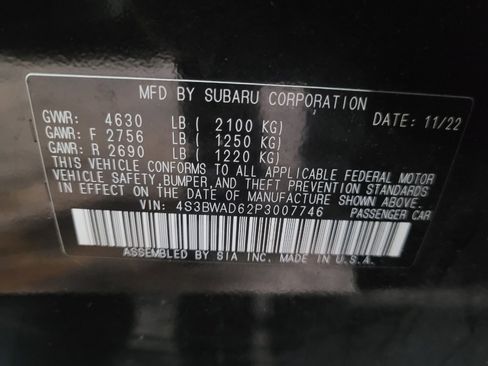 MFD BY SUBARU CORPORATION
DATE: 11/22
GVWR: 4630 LB ( 2100 KG)
GAWR: F 2756 LB ( 1250 KG)
GAWR: R 2690 LB ( 1220 KG)
THIS VEHICLE CONFORMS TO ALL APPLICABLE FEDERAL MOTOR
VEHICLE SAFETY, BUMPER, AND THEFT PREVENTION STANDARDS
IN EFFECT ON THE DATE OF MANUFACTURE SHOWN ABOVE.
VIN: 4S3BWAD62P3007746 PASSENGER CAR
ASSEMBLED BY SIA INC. MADE IN U.S.A.